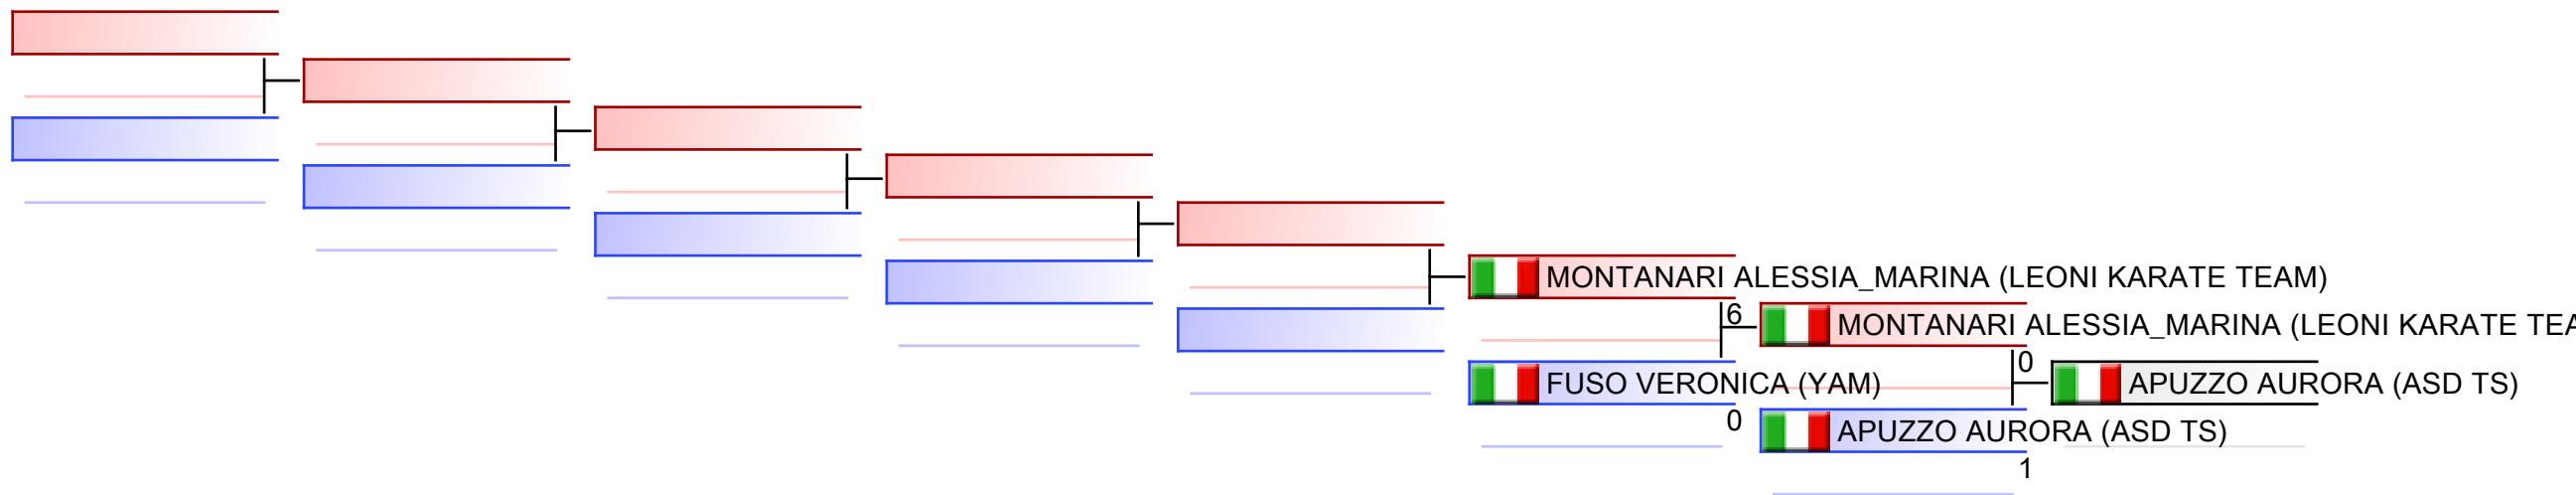 MONTANARI ALESSIA_MARINA (LEONI KARATE TEAM)
6
MONTANARI ALESSIA_MARINA (LEONI KARATE TEA
0
FUSO VERONICA (YAM)
APUZZO AURORA (ASD TS)
0
APUZZO AURORA (ASD TS)
1